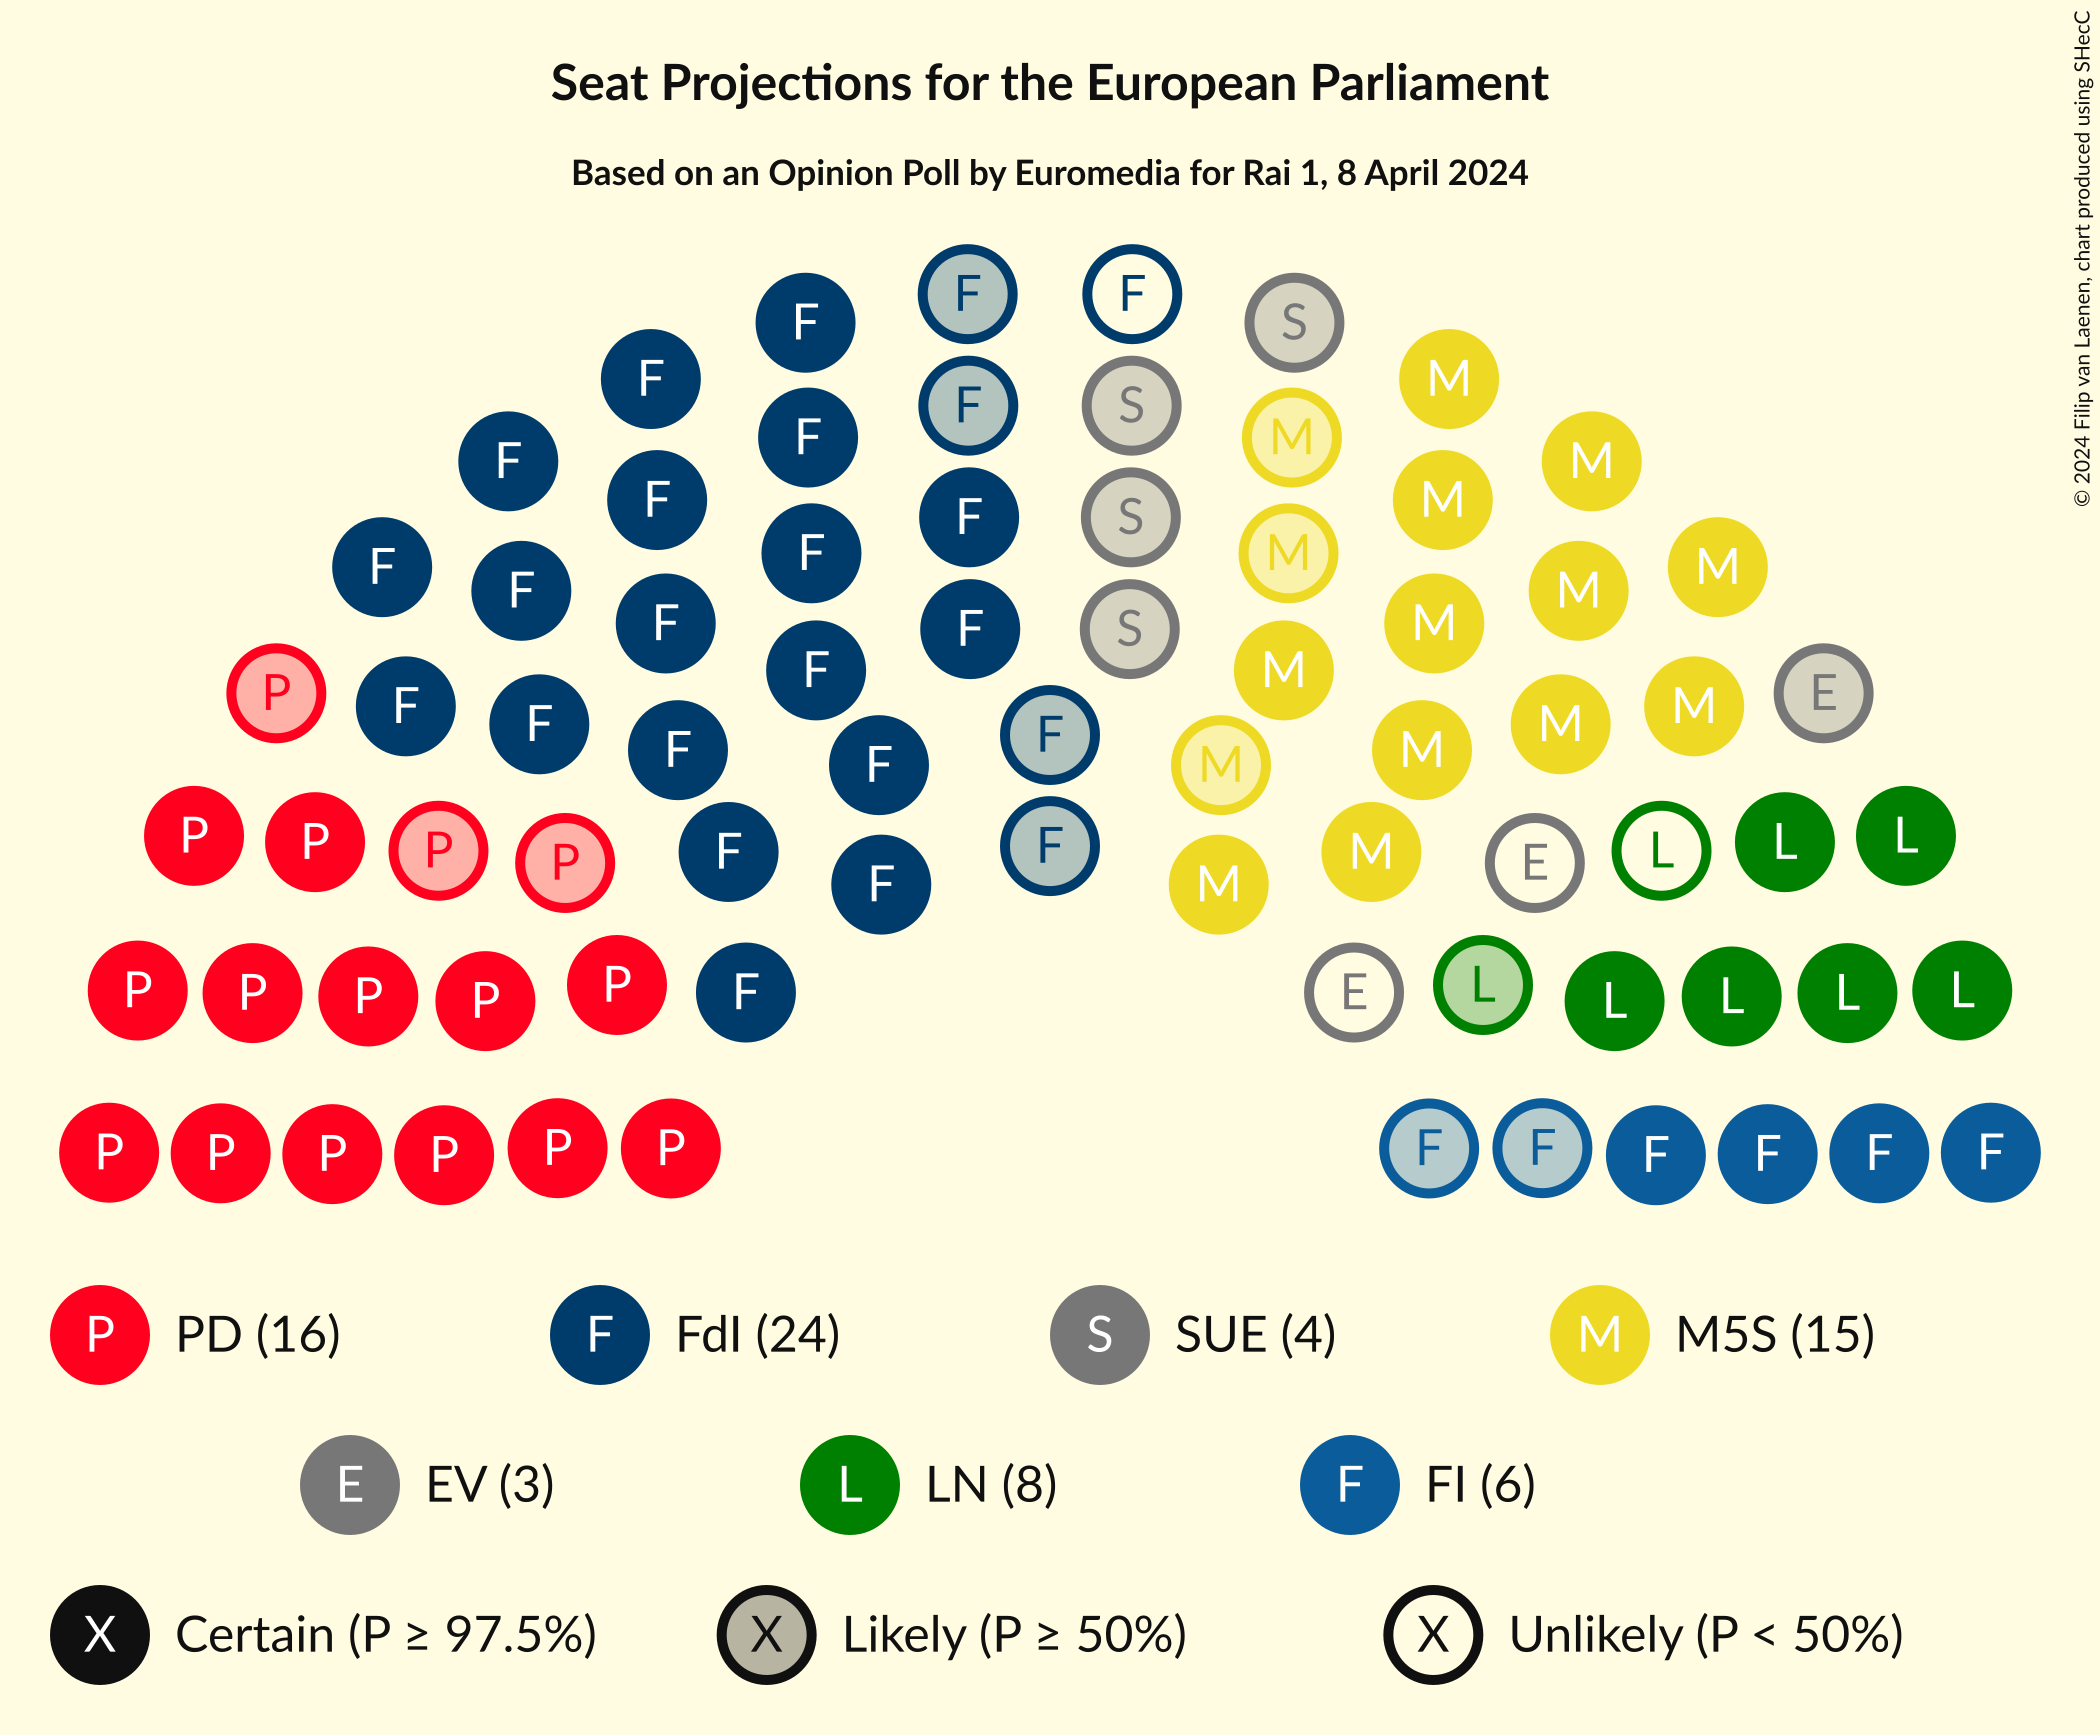 Seat Projections for the European Parliament
Based on an Opinion Poll by Euromedia for Rai 1, 8 April 2024
© 2024 Filip van Laenen, chart produced using SHecC
F F
F S
F M
F S
F M
F M
F S M
F M
F F S M
F M
F M
F M
F F S M
P F F M M E
F F M M
F F M
P P L L
P P F F M E L L
F M
P P P P P F E L L L L L
P P P P P P F F F F F F
P PD (16) F FdI (24) S SUE (4) M M5S (15)
E EV (3) L LN (8) F FI (6)
X Certain (P ≥ 97.5%) X Likely (P ≥ 50%) X Unlikely (P < 50%)